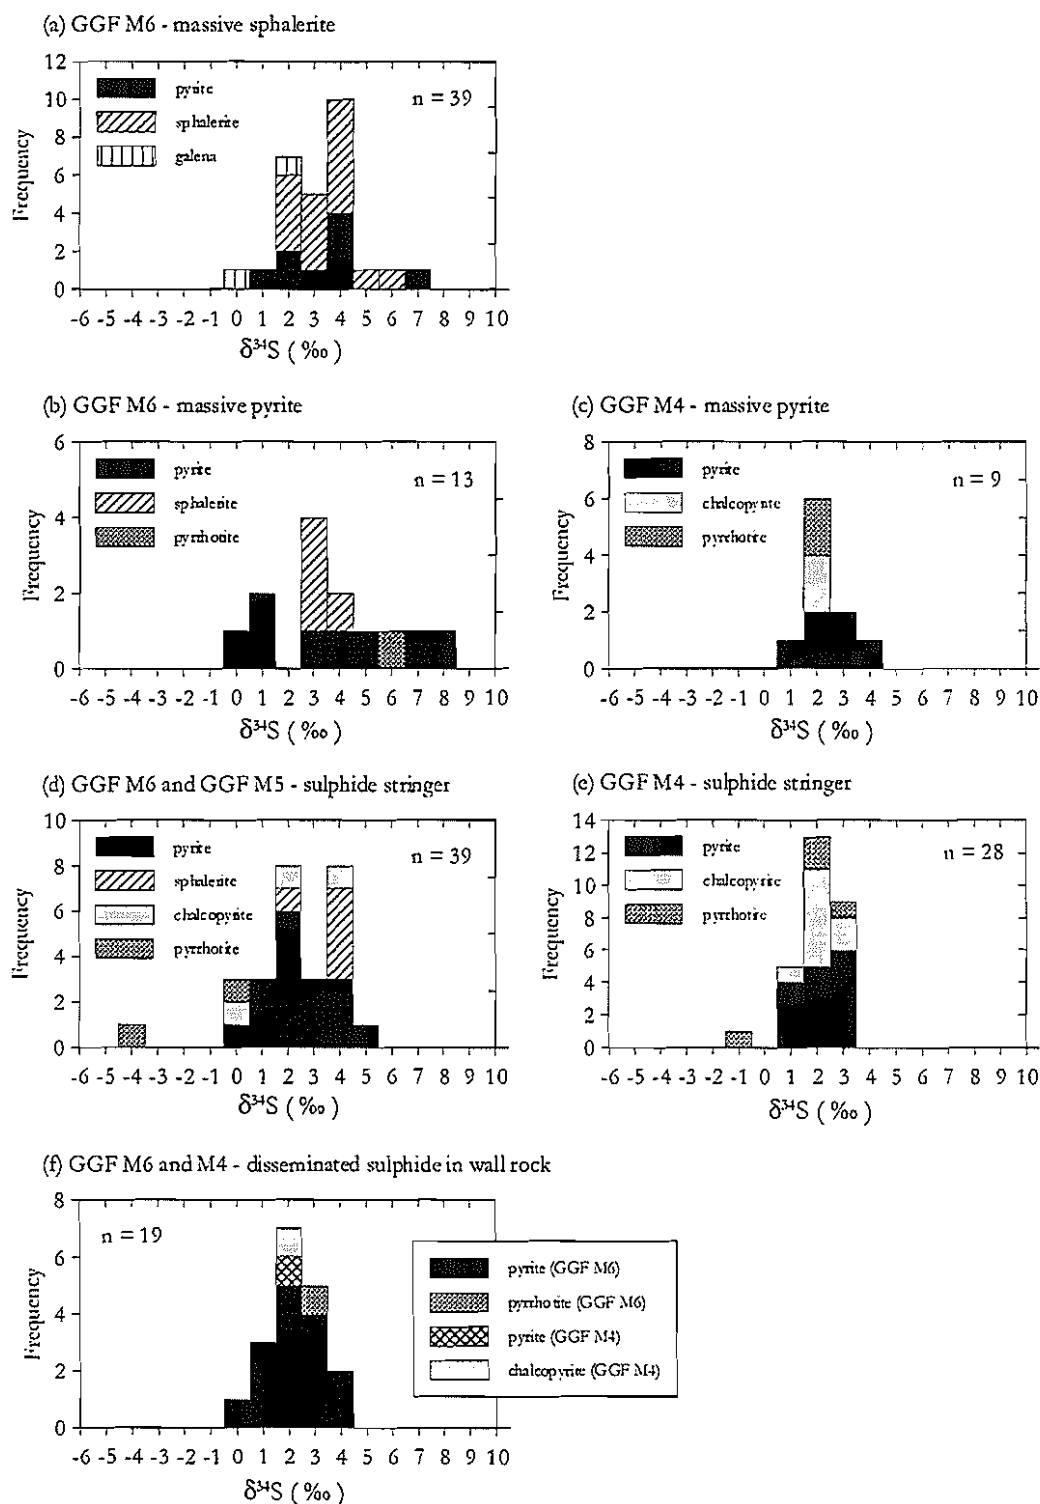 (a) GGF M6 - massive sphalerite
12
10
8
6
4
2
0
Frequency
pyrite
sphalerite
galena
n = 39
-6 -5 -4 -3 -2 -1 0 1 2 3 4 5 6 7 8 9 10
δ³⁴S ( ‰ )
(b) GGF M6 - massive pyrite
6
4
2
0
Frequency
pyrite
sphalerite
pyrrhotite
n = 13
-6 -5 -4 -3 -2 -1 0 1 2 3 4 5 6 7 8 9 10
δ³⁴S ( ‰ )
(c) GGF M4 - massive pyrite
8
6
4
2
0
Frequency
pyrite
chalcopyrite
pyrrhotite
n = 9
-6 -5 -4 -3 -2 -1 0 1 2 3 4 5 6 7 8 9 10
δ³⁴S ( ‰ )
(d) GGF M6 and GGF M5 - sulphide stringer
10
8
6
4
2
0
Frequency
pyrite
sphalerite
chalcopyrite
pyrrhotite
n = 39
-6 -5 -4 -3 -2 -1 0 1 2 3 4 5 6 7 8 9 10
δ³⁴S ( ‰ )
(e) GGF M4 - sulphide stringer
14
12
10
8
6
4
2
0
Frequency
pyrite
chalcopyrite
pyrrhotite
n = 28
-6 -5 -4 -3 -2 -1 0 1 2 3 4 5 6 7 8 9 10
δ³⁴S ( ‰ )
(f) GGF M6 and M4 - disseminated sulphide in wall rock
8
6
4
2
0
Frequency
n = 19
pyrite (GGF M6)
pyrrhotite (GGF M6)
pyrite (GGF M4)
chalcopyrite (GGF M4)
-6 -5 -4 -3 -2 -1 0 1 2 3 4 5 6 7 8 9 10
δ³⁴S ( ‰ )